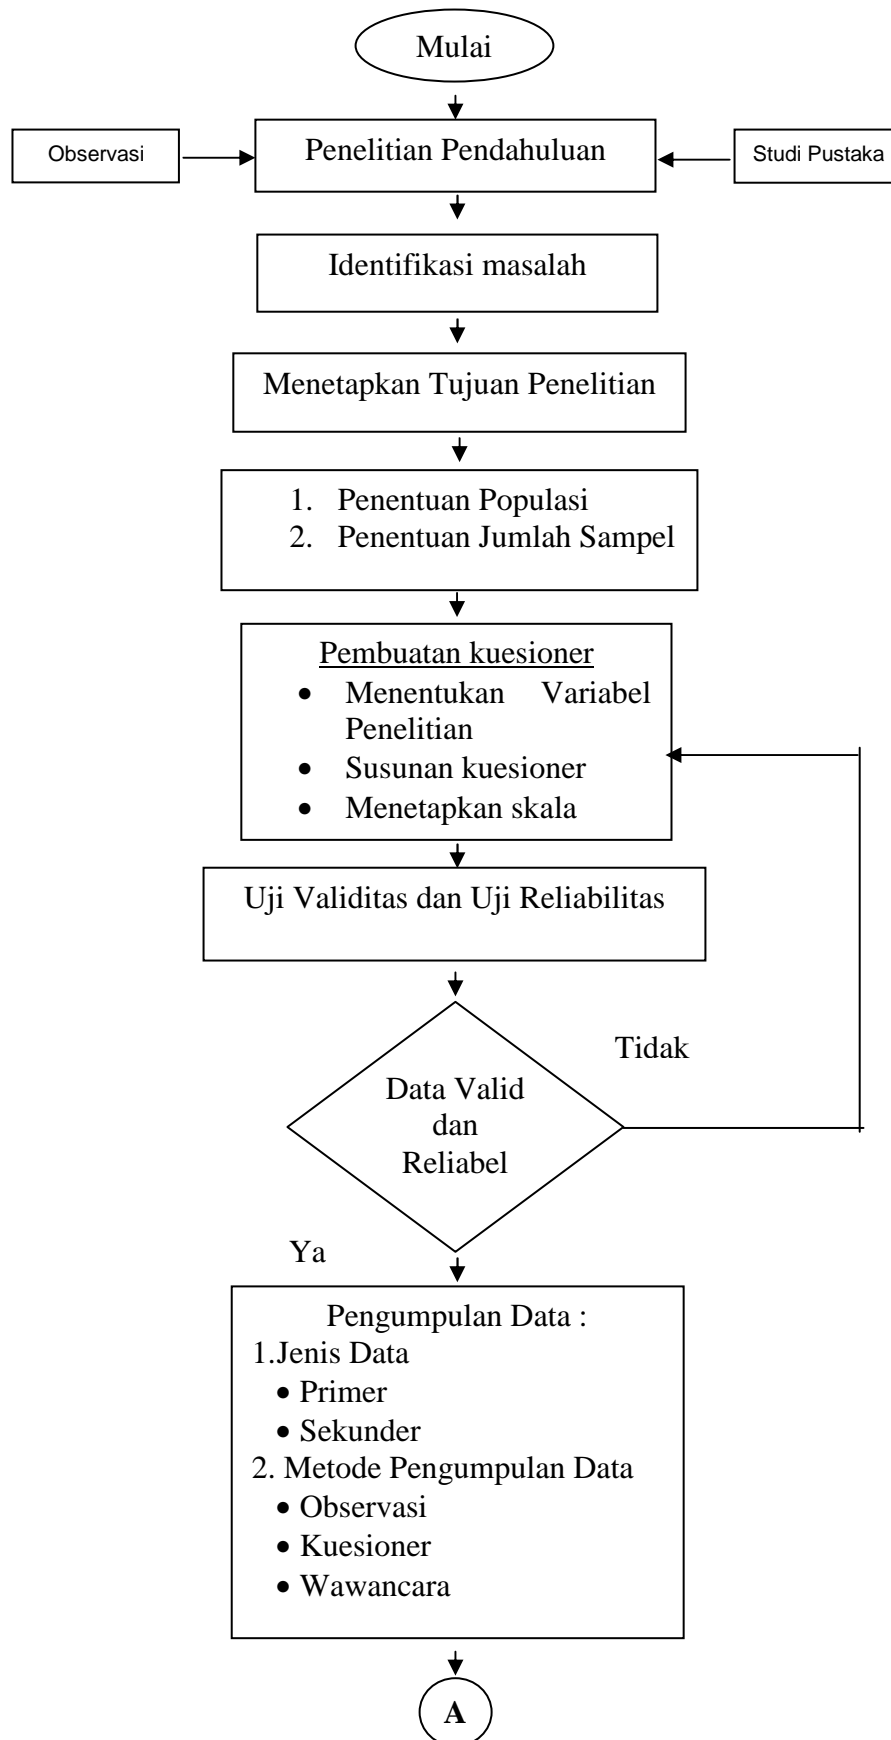 Mulai
Observasi
Penelitian Pendahuluan
Studi Pustaka
Identifikasi masalah
Menetapkan Tujuan Penelitian
1. Penentuan Populasi
2. Penentuan Jumlah Sampel
Pembuatan kuesioner
• Menentukan Variabel
Penelitian
• Susunan kuesioner
• Menetapkan skala
Uji Validitas dan Uji Reliabilitas
Tidak
Data Valid
dan
Reliabel
Ya
Pengumpulan Data :
1.Jenis Data
• Primer
• Sekunder
2. Metode Pengumpulan Data
• Observasi
• Kuesioner
• Wawancara
A